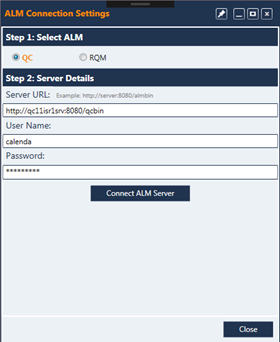 ALM Connection Settings
Step 1: Select ALM
QC RQM
Step 2: Server Details
Server URL: Example: http://server:8080/almbin
http://qc11isr1srv:8080/qcbin
User Name:
calenda
Password:
*********
Connect ALM Server
Close